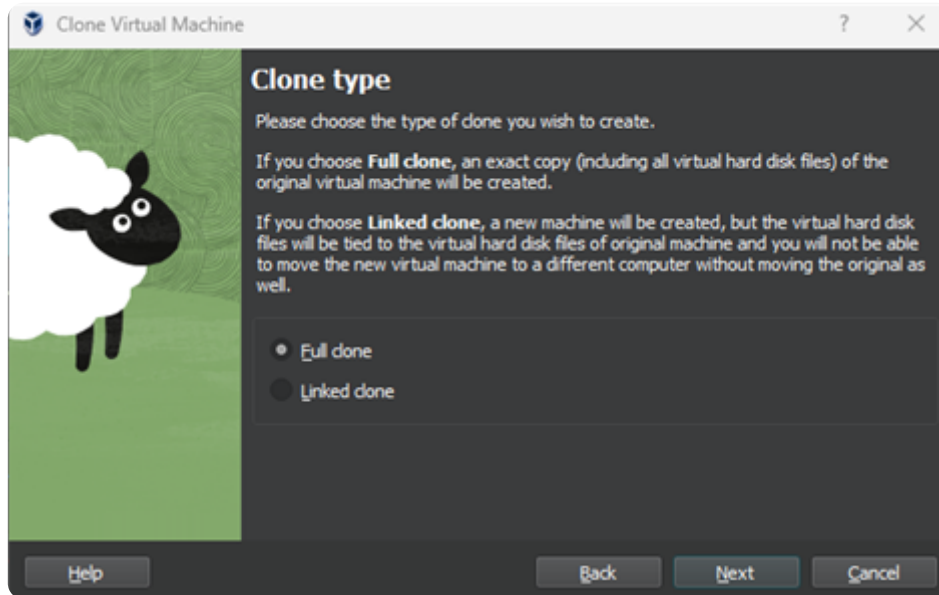 Clone Virtual Machine
?
Clone type
Please choose the type of clone you wish to create.
If you choose Full clone, an exact copy (including all virtual hard disk files) of the
original virtual machine will be created.
If you choose Linked clone, a new machine will be created, but the virtual hard disk
files will be tied to the virtual hard disk files of original machine and you will not be able
to move the new virtual machine to a different computer without moving the original as
well.
Full clone
Linked clone
Help
Back
Next
Cancel